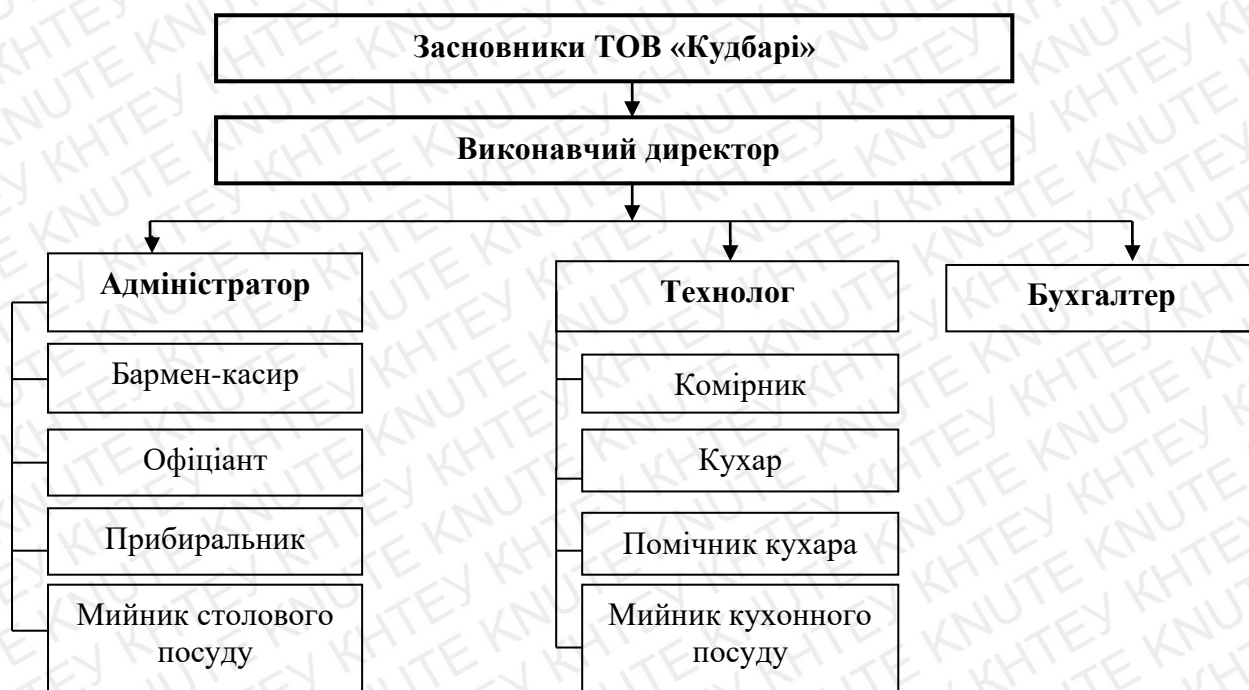 Засновники ТОВ «Кудбарі»
Виконавчий директор
Адміністратор
Бармен-касир
Офіціант
Прибиральник
Мийник столового
посуду
Технолог
Комірник
Кухар
Помічник кухара
Мийник кухонного
посуду
Бухгалтер